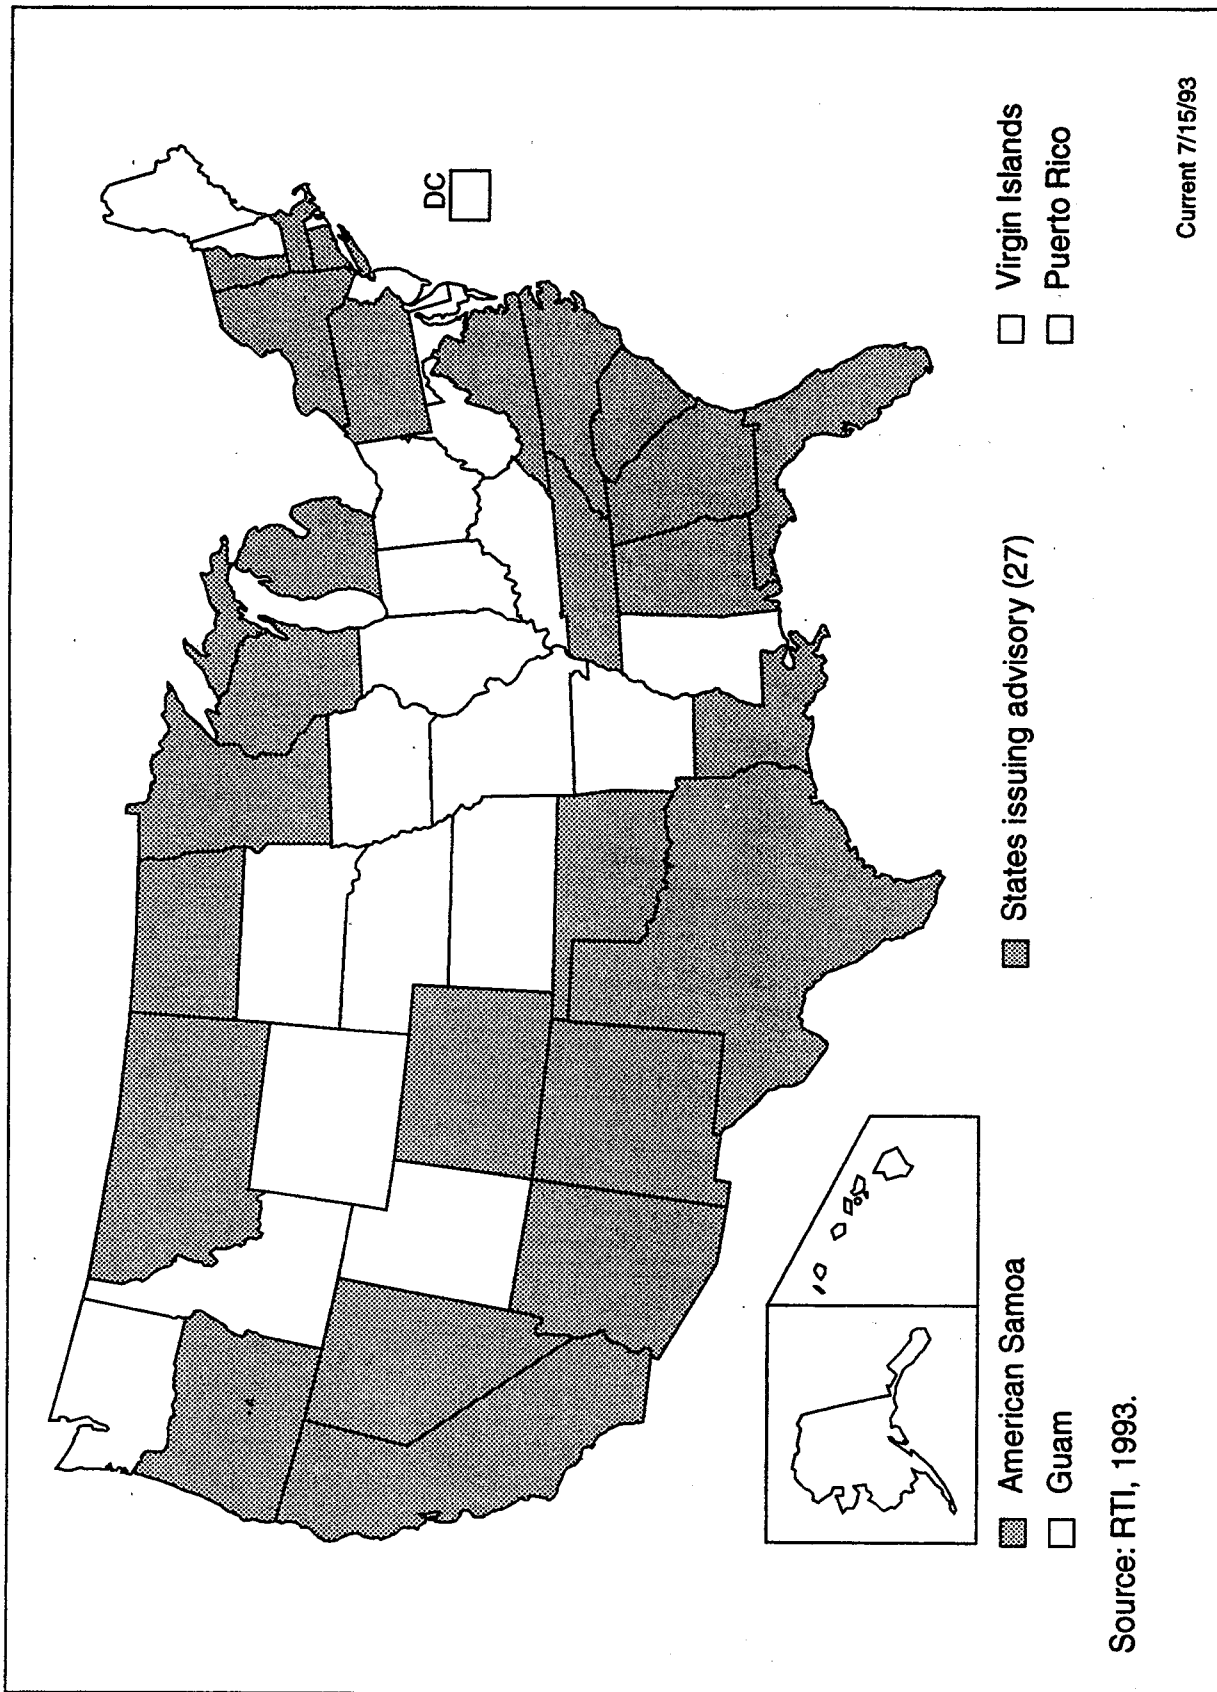 DC
States issuing advisory (27)
American Samoa
Guam
Virgin Islands
Puerto Rico
Source: RTI, 1993.
Current 7/15/93